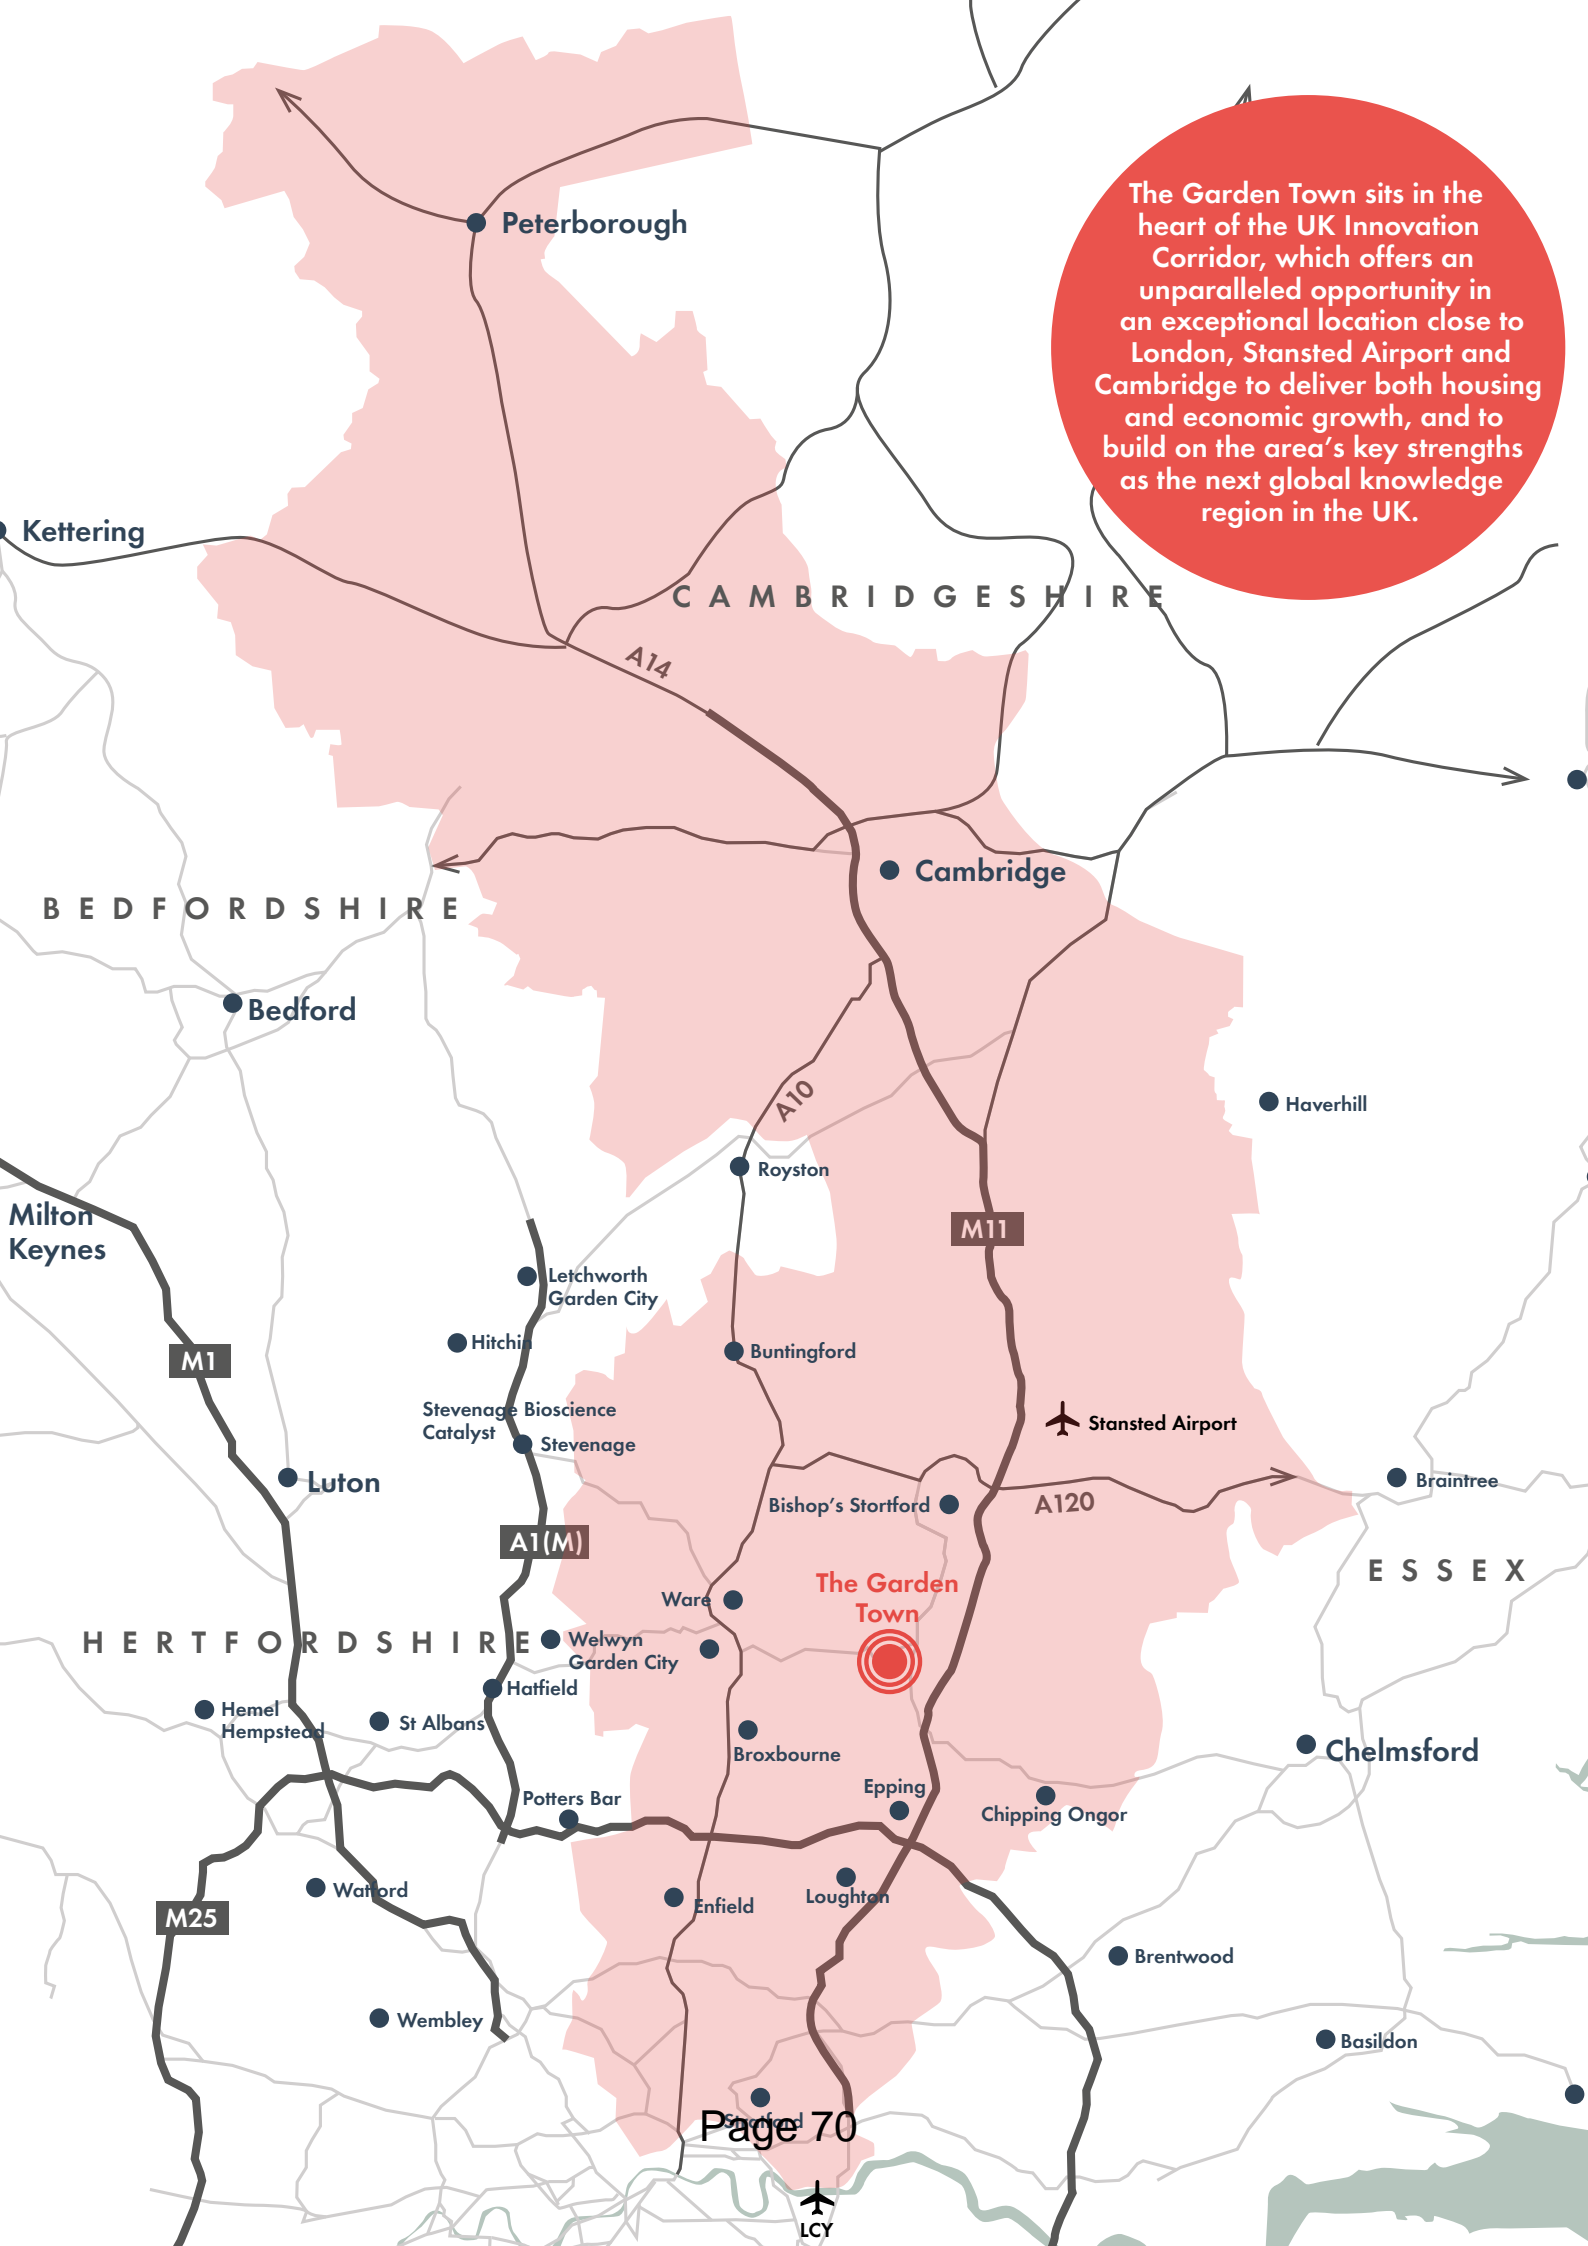 The Garden Town sits in the
heart of the UK Innovation
Corridor, which offers an
unparalleled opportunity in
an exceptional location close to
London, Stansted Airport and
Cambridge to deliver both housing
and economic growth, and to
build on the area’s key strengths
as the next global knowledge
region in the UK.
Peterborough
Kettering
CAMBRIDGESHIRE
A14
Cambridge
BEDFORDSHIRE
Bedford
A10
Haverhill
Royston
Milton
Keynes
M11
Letchworth
Garden City
Hitchin
Buntingford
M1
Stevenage Bioscience
Catalyst
Stevenage
Stansted Airport
Luton
Braintree
Bishop’s Stortford
A120
A1(M)
ESSEX
The Garden
Town
Ware
HERTFORDSHIRE
Welwyn
Garden City
Hatfield
Hemel
Hempstead
St Albans
Broxbourne
Chelmsford
Epping
Potters Bar
Chipping Ongor
Watford
Enfield
Loughton
M25
Brentwood
Wembley
Basildon
Stratford
Page 70
LCY